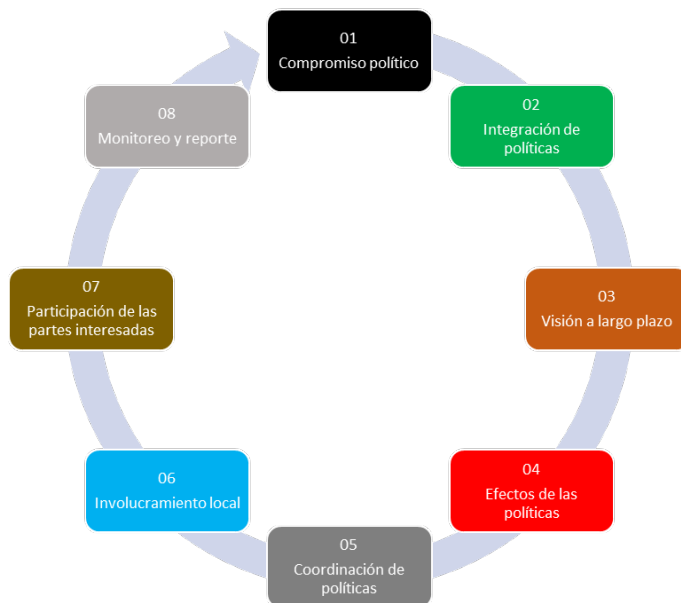 01
Compromiso político
02
Integración de
políticas
03
Visión a largo plazo
04
Efectos de las
políticas
05
Coordinación de
políticas
06
Involucramiento local
07
Participación de las
partes interesadas
08
Monitoreo y reporte